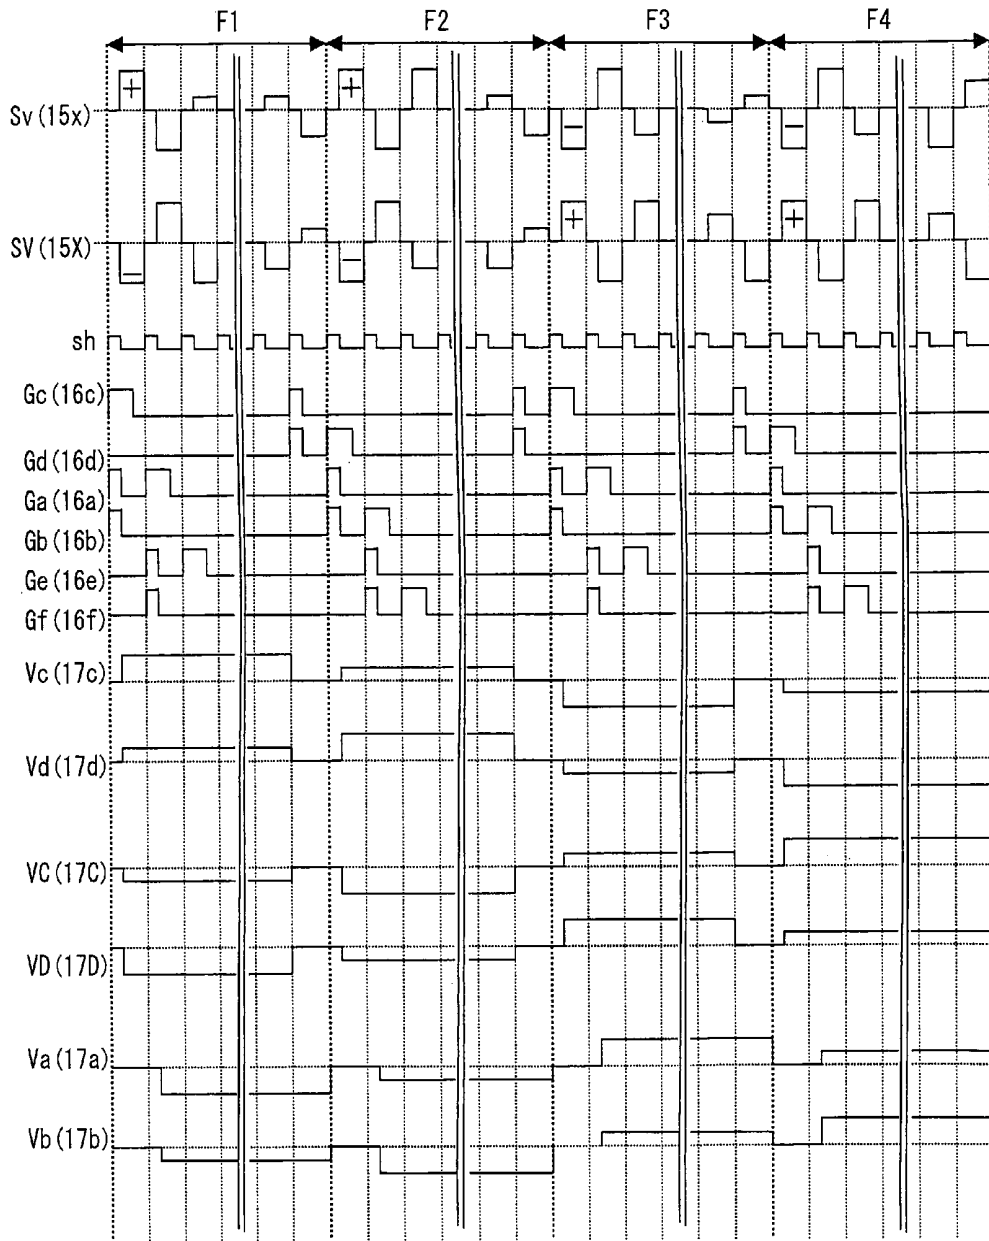 F1 F2 F3 F4
Sv(15x)
+ + − −
SV(15X)
− − + +
sh
Gc(16c)
Gd(16d)
Ga(16a)
Gb(16b)
Ge(16e)
Gf(16f)
Vc(17c)
Vd(17d)
VC(17C)
VD(17D)
Va(17a)
Vb(17b)